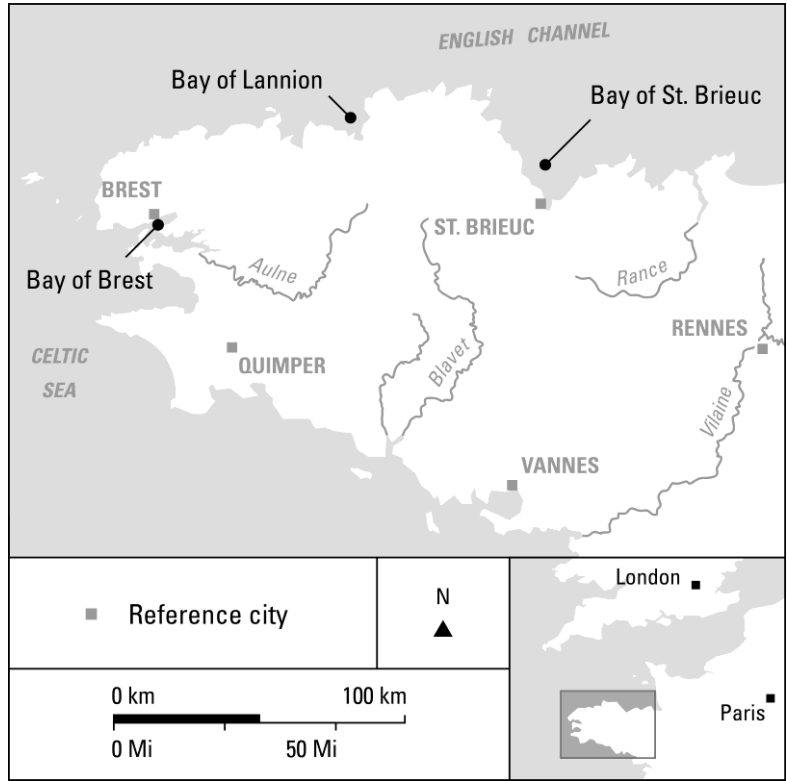 ENGLISH CHANNEL
Bay of Lannion
Bay of St. Brieuc
BREST
ST. BRIEUC
Bay of Brest
Aulne
Rance
RENNES
CELTIC
SEA
QUIMPER
Blavet
Vilaine
VANNES
Reference city
N
London
Paris
0 km 100 km
0 Mi 50 Mi